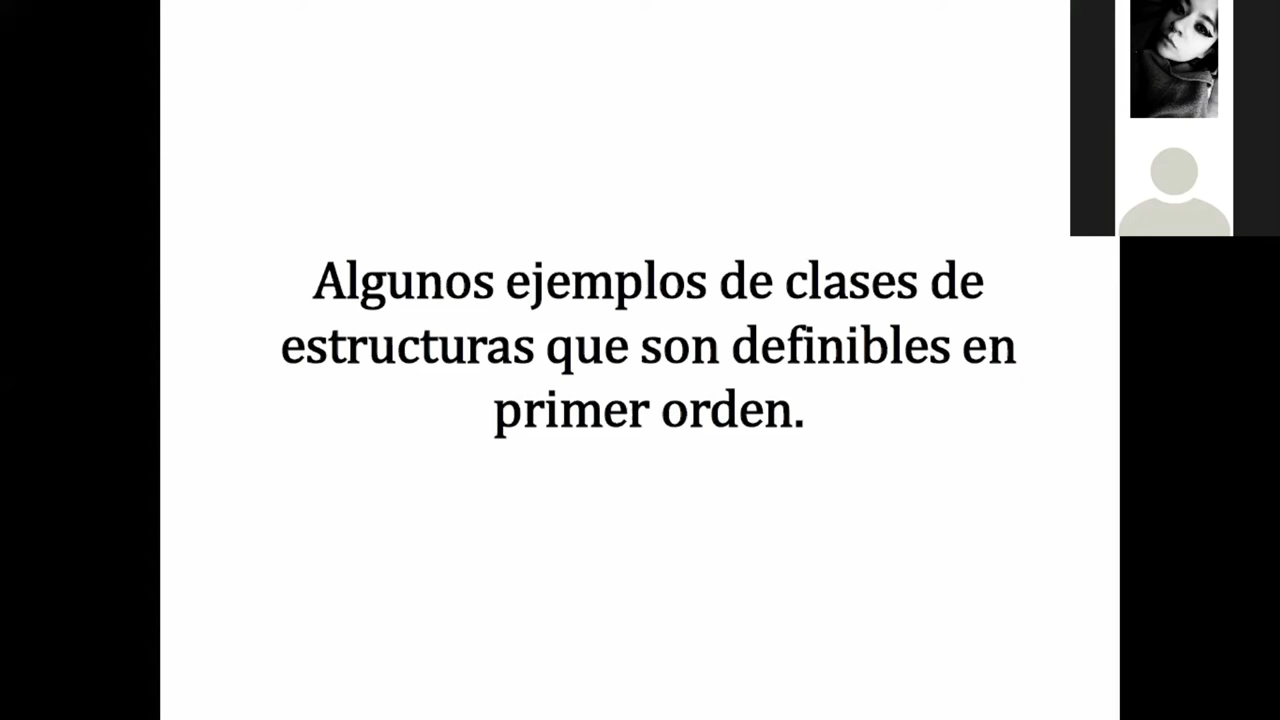 Algunos ejemplos de clases de
estructuras que son definibles en
primer orden.